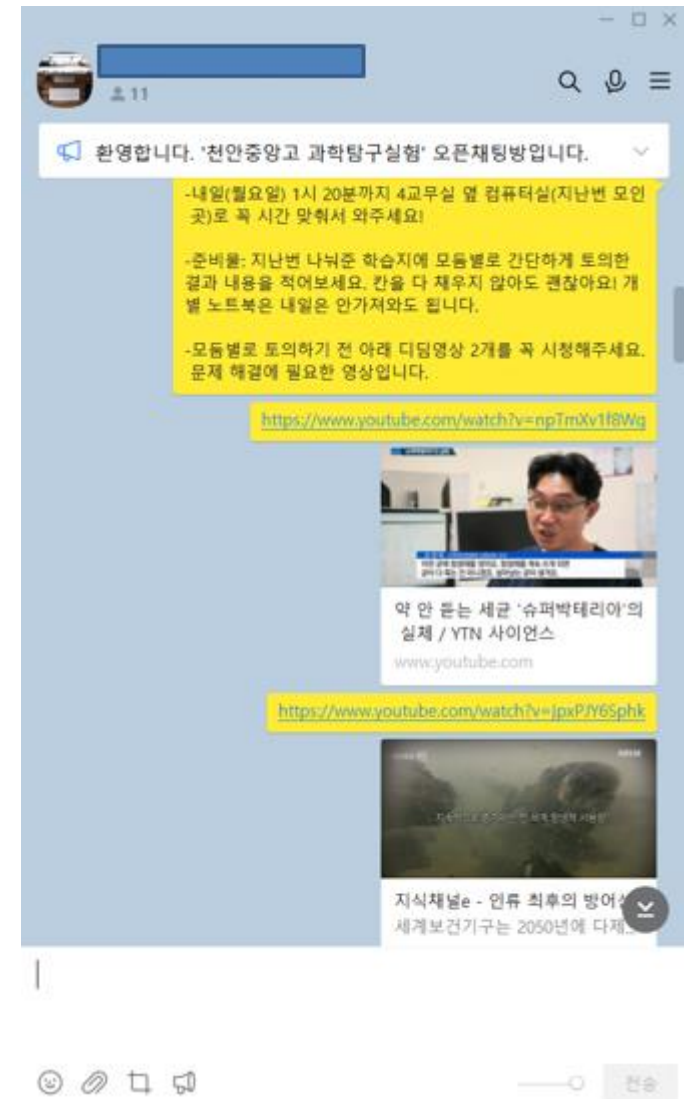 11
환영합니다. '천안중앙고 과학탐구실험' 오픈채팅방입니다.
-내일(월요일) 1시 20분까지 4교무실 옆 컴퓨터실(지난번 모인
곳)로 꼭 시간 맞춰서 와주세요!
-준비물: 지난번 나눠준 학습지에 모둠별로 간단하게 토의한
결과 내용을 적어보세요. 칸을 다 채우지 않아도 괜찮아요! 개
별 노트북은 내일은 안가져와도 됩니다.
-모둠별로 토의하기 전 아래 디딤영상 2개를 꼭 시청해주세요.
문제 해결에 필요한 영상입니다.
https://www.youtube.com/watch?v=npTmXv1f8Wg
약 안 듣는 세균 '슈퍼박테리아'의
실체 / YTN 사이언스
www.youtube.com
https://www.youtube.com/watch?v=JpxPJY6Sphk
지식채널e - 인류 최후의 방어
세계보건기구는 2050년에 다제...
전송